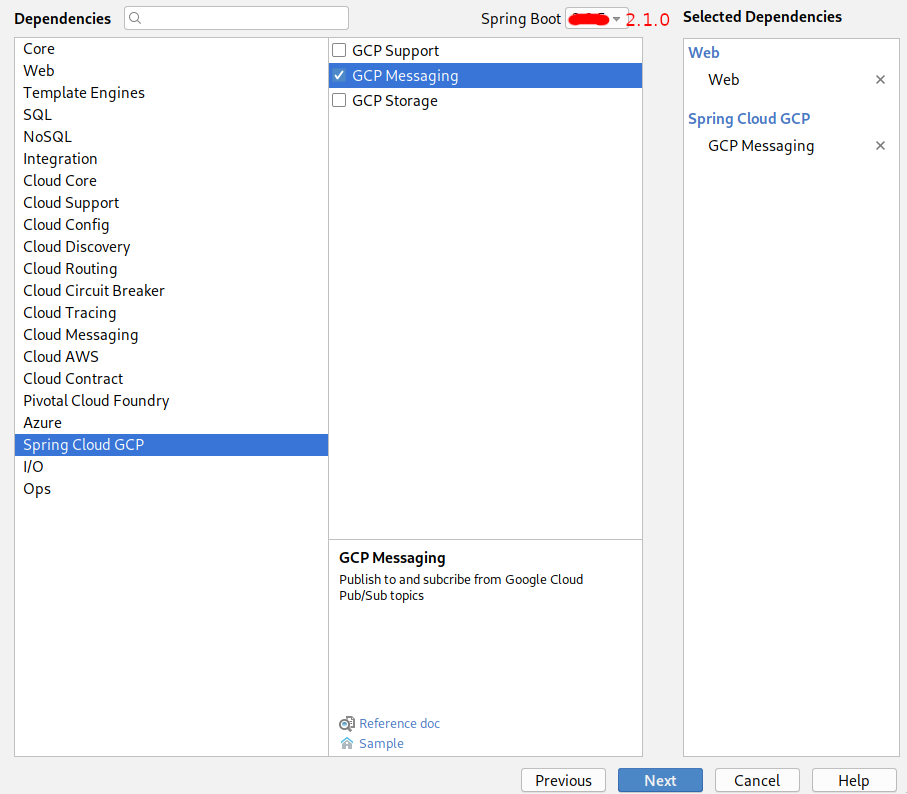 Dependencies
Spring Boot
2.1.0
Selected Dependencies
Core
Web
Template Engines
SQL
NoSQL
Integration
Cloud Core
Cloud Support
Cloud Config
Cloud Discovery
Cloud Routing
Cloud Circuit Breaker
Cloud Tracing
Cloud Messaging
Cloud AWS
Cloud Contract
Pivotal Cloud Foundry
Azure
Spring Cloud GCP
I/O
Ops
GCP Support
GCP Messaging
GCP Storage
GCP Messaging
Publish to and subcribe from Google Cloud
Pub/Sub topics
Reference doc
Sample
Web
Web
Spring Cloud GCP
GCP Messaging
Previous
Next
Cancel
Help